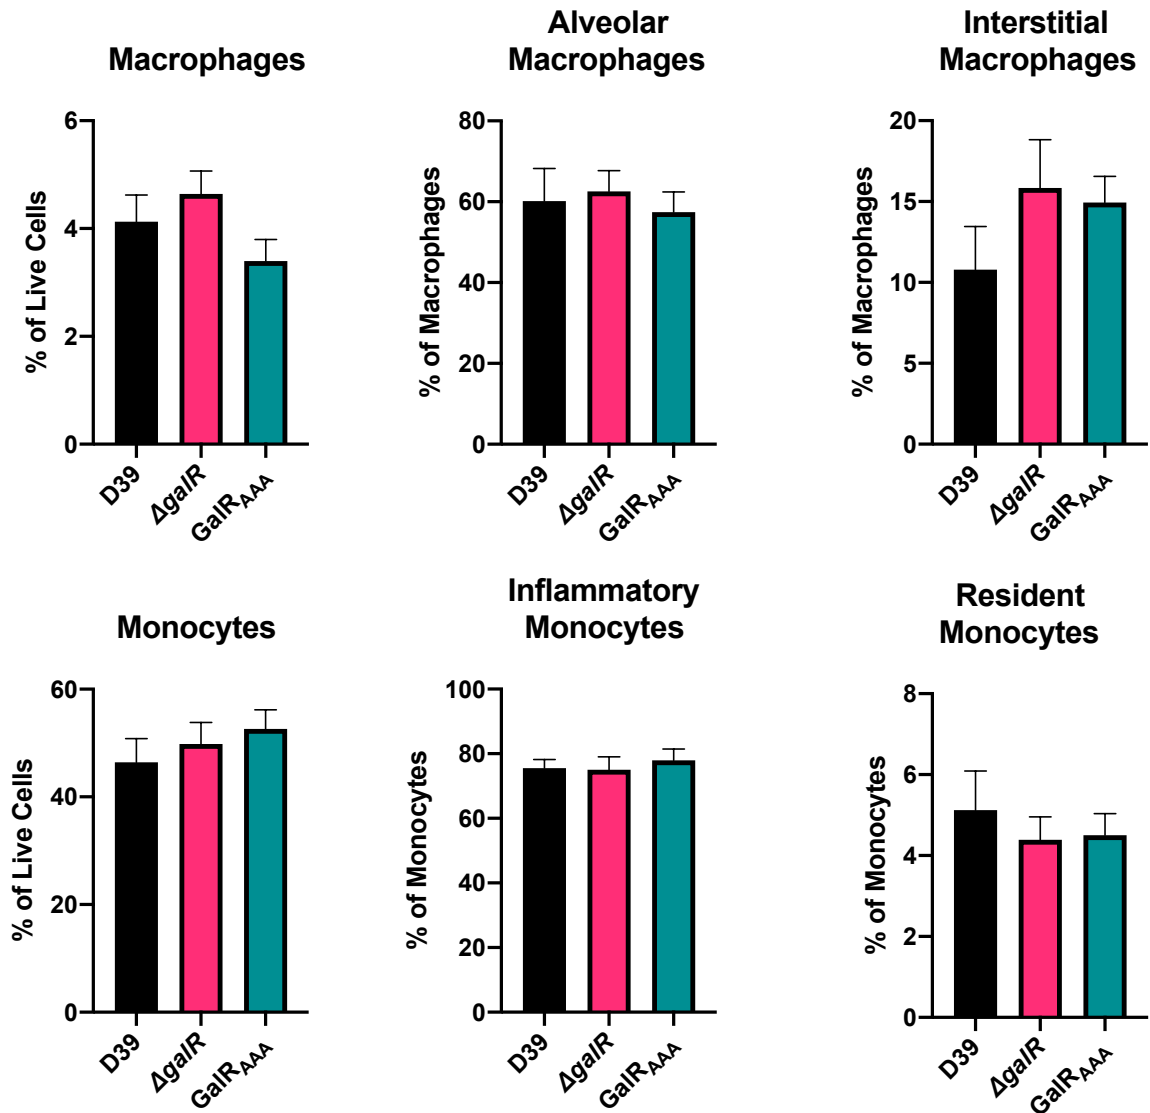 Macrophages
6
4
2
0
% of Live Cells
D39
ΔgalR
GalRAAA
Alveolar
Macrophages
80
60
40
20
0
% of Macrophages
D39
ΔgalR
GalRAAA
Interstitial
Macrophages
20
15
10
5
0
% of Macrophages
D39
ΔgalR
GalRAAA
Monocytes
60
40
20
0
% of Live Cells
D39
ΔgalR
GalRAAA
Inflammatory
Monocytes
100
80
60
40
20
0
% of Monocytes
D39
ΔgalR
GalRAAA
Resident
Monocytes
8
6
4
2
0
% of Monocytes
D39
ΔgalR
GalRAAA